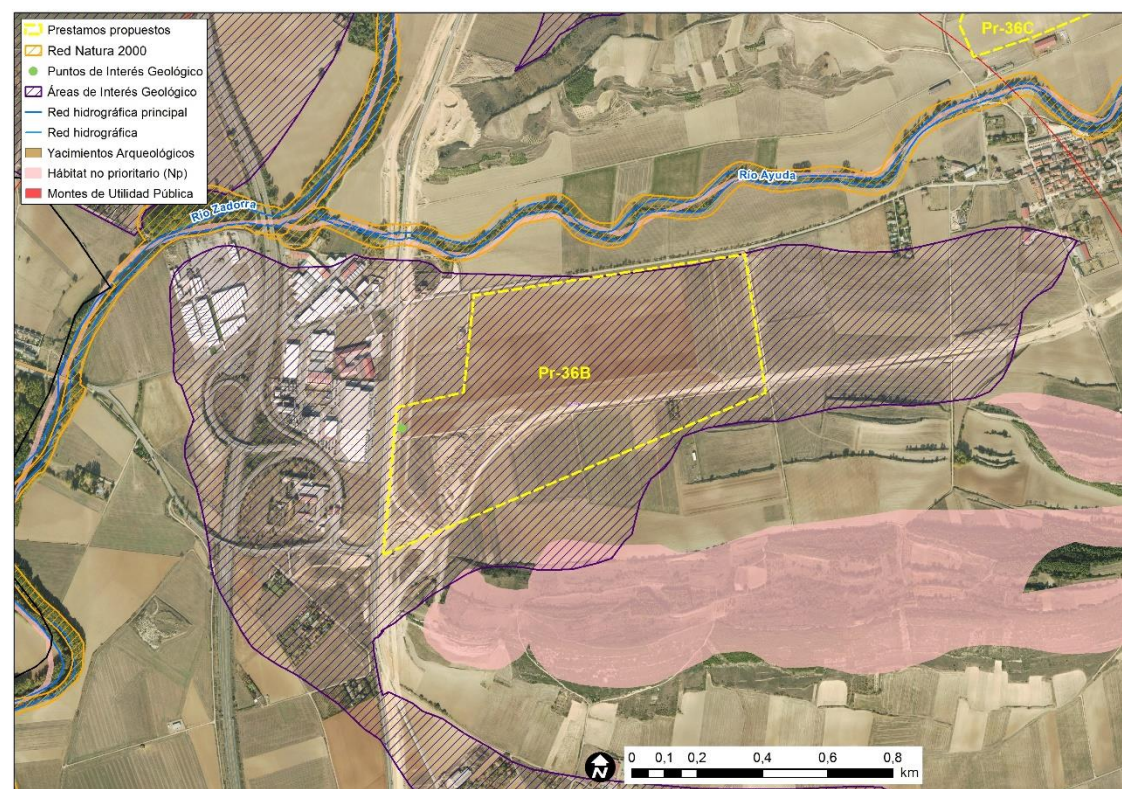 Prestamos propuestos
Red Natura 2000
Puntos de Interés Geológico
Áreas de Interés Geológico
Red hidrográfica principal
Red hidrográfica
Yacimientos Arqueológicos
Hábitat no prioritario (Np)
Montes de Utilidad Pública
Pr-36C
Río Zadorra
Río Ayuda
Pr-36B
N
0 0,1 0,2 0,4 0,6 0,8
km